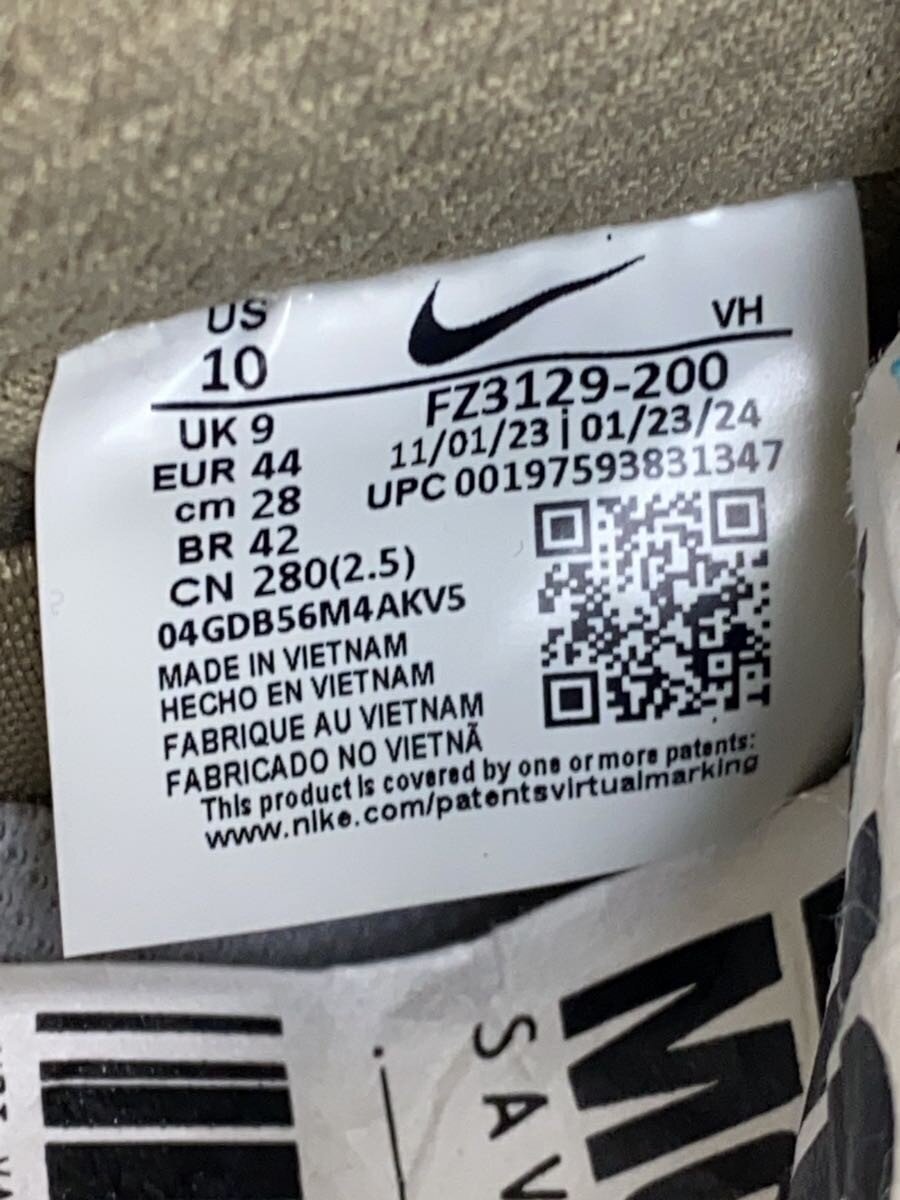 US
10
VH
FZ3129-200
UK 9
11/01/23 | 01/23/24
EUR 44
UPC 00197593831347
cm 28
BR 42
CN 280(2.5)
04GDB56M4AKV5
MADE IN VIETNAM
HECHO EN VIETNAM
FABRIQUE AU VIETNAM
FABRICADO NO VIETNÃ
This product is covered by one or more patents:
www.nike.com/patentsvirtualmarking
SAV